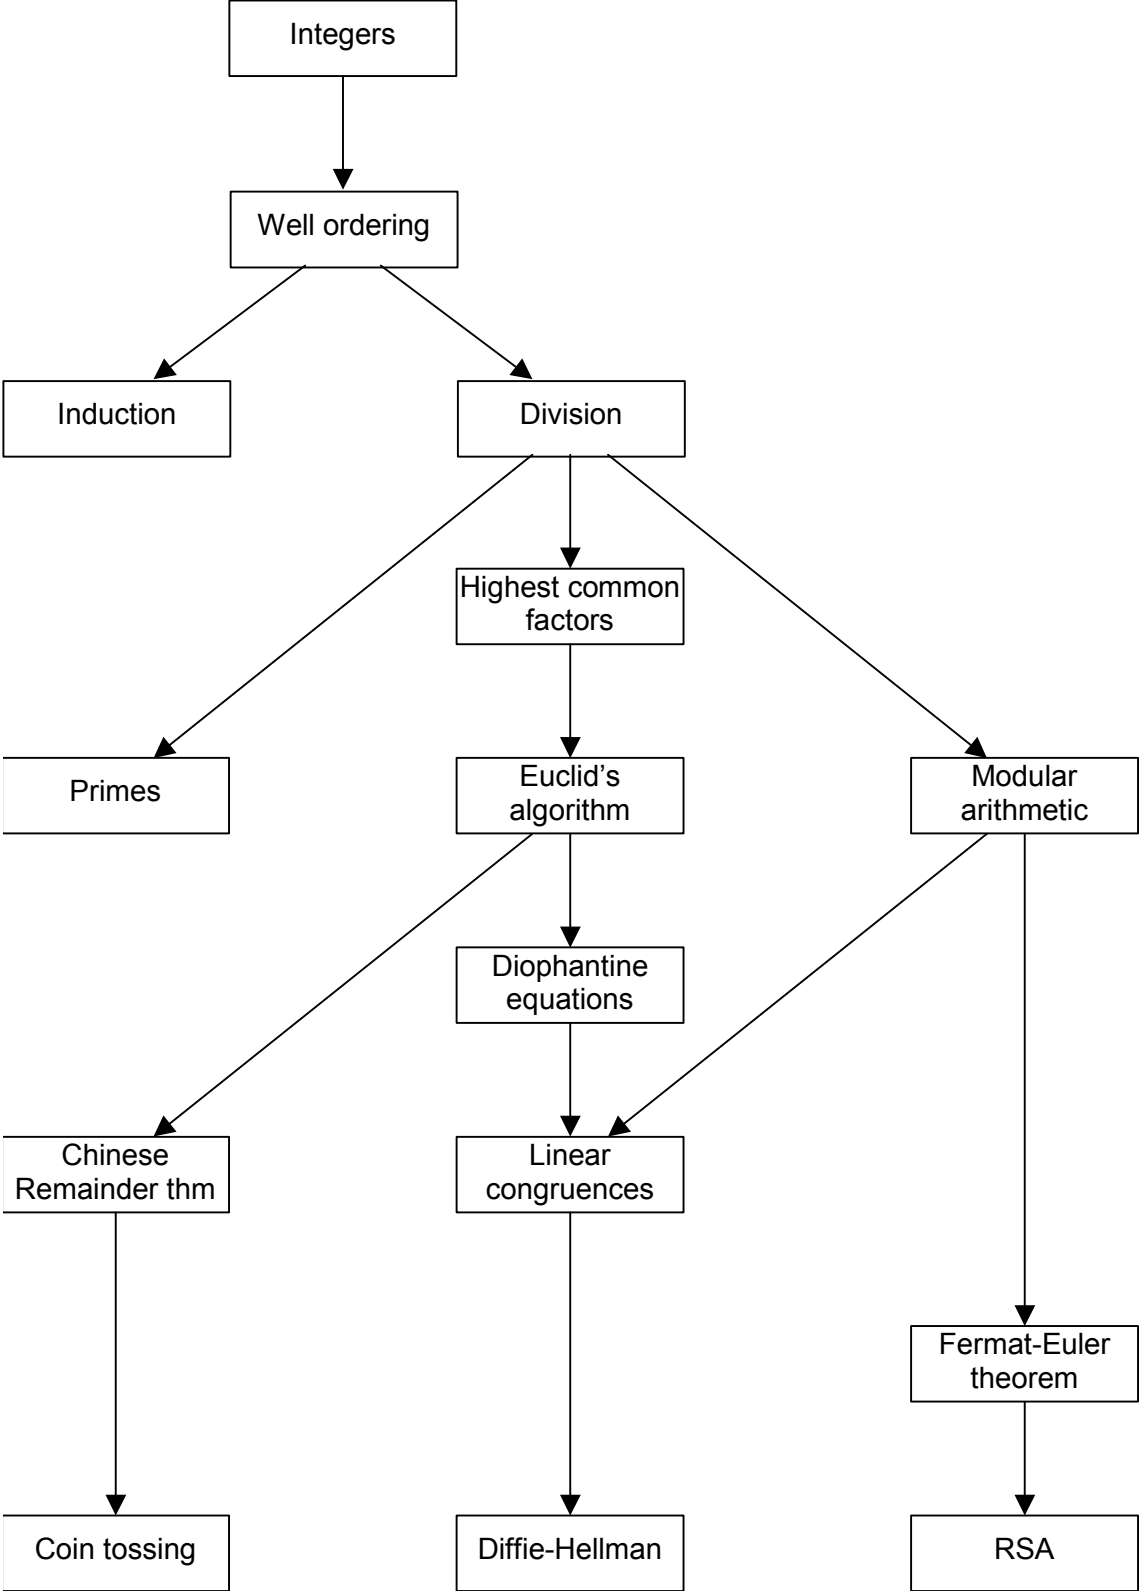 Integers
Well ordering
Induction
Division
Highest common
factors
Primes
Euclid’s
algorithm
Modular
arithmetic
Diophantine
equations
Chinese
Remainder thm
Linear
congruences
Fermat-Euler
theorem
Coin tossing
Diffie-Hellman
RSA